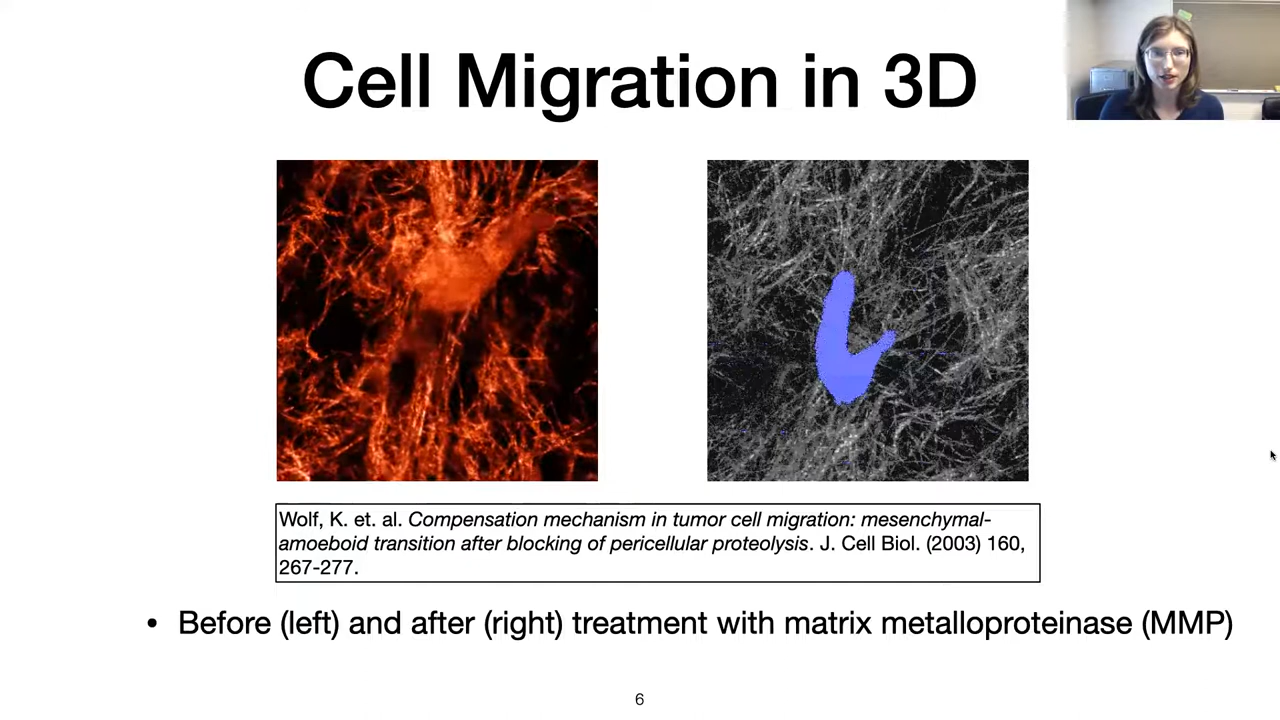 Cell Migration in 3D
Wolf, K. et. al. Compensation mechanism in tumor cell migration: mesenchymal-
amoeboid transition after blocking of pericellular proteolysis. J. Cell Biol. (2003) 160,
267-277.
• Before (left) and after (right) treatment with matrix metalloproteinase (MMP)
6